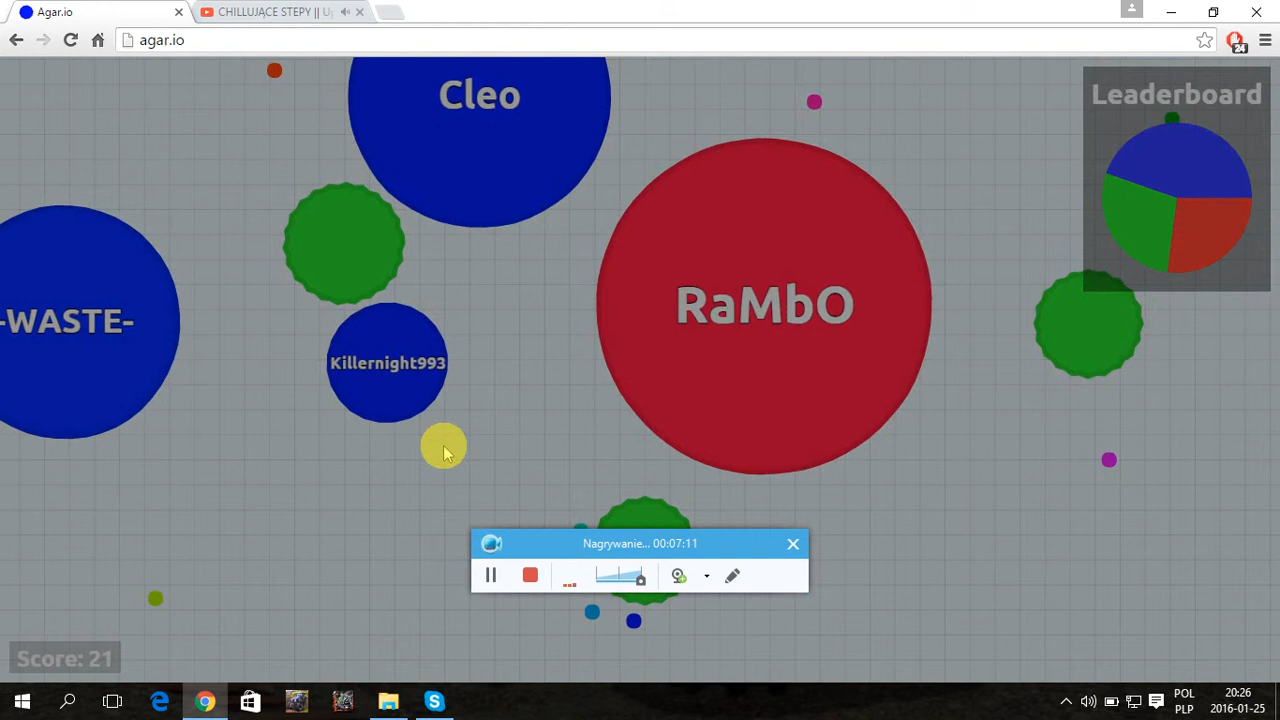 Agar.io
CHILLUJĄCE STEPY || U
agar.io
24
Cleo
Leaderboard
RaMbO
-WASTE-
Killernight993
Nagrywanie... 00:07:11
Score: 21
POL
PLP
20:26
2016-01-25